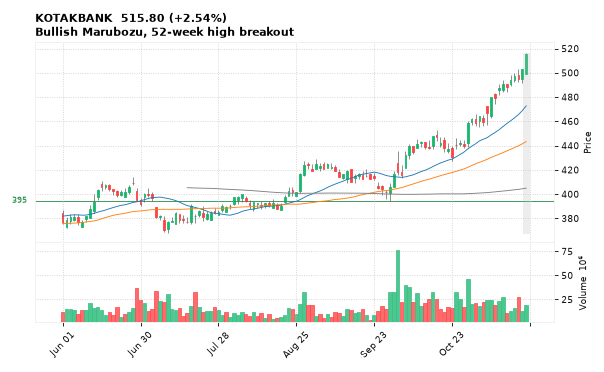 KOTAKBANK 515.80 (+2.54%)
Bullish Marubozu, 52-week high breakout
520
500
480
460
440
420
400
380
Price
395
75
50
25
Volume 10⁶
Jun 01
Jun 30
Jul 28
Aug 25
Sep 23
Oct 23